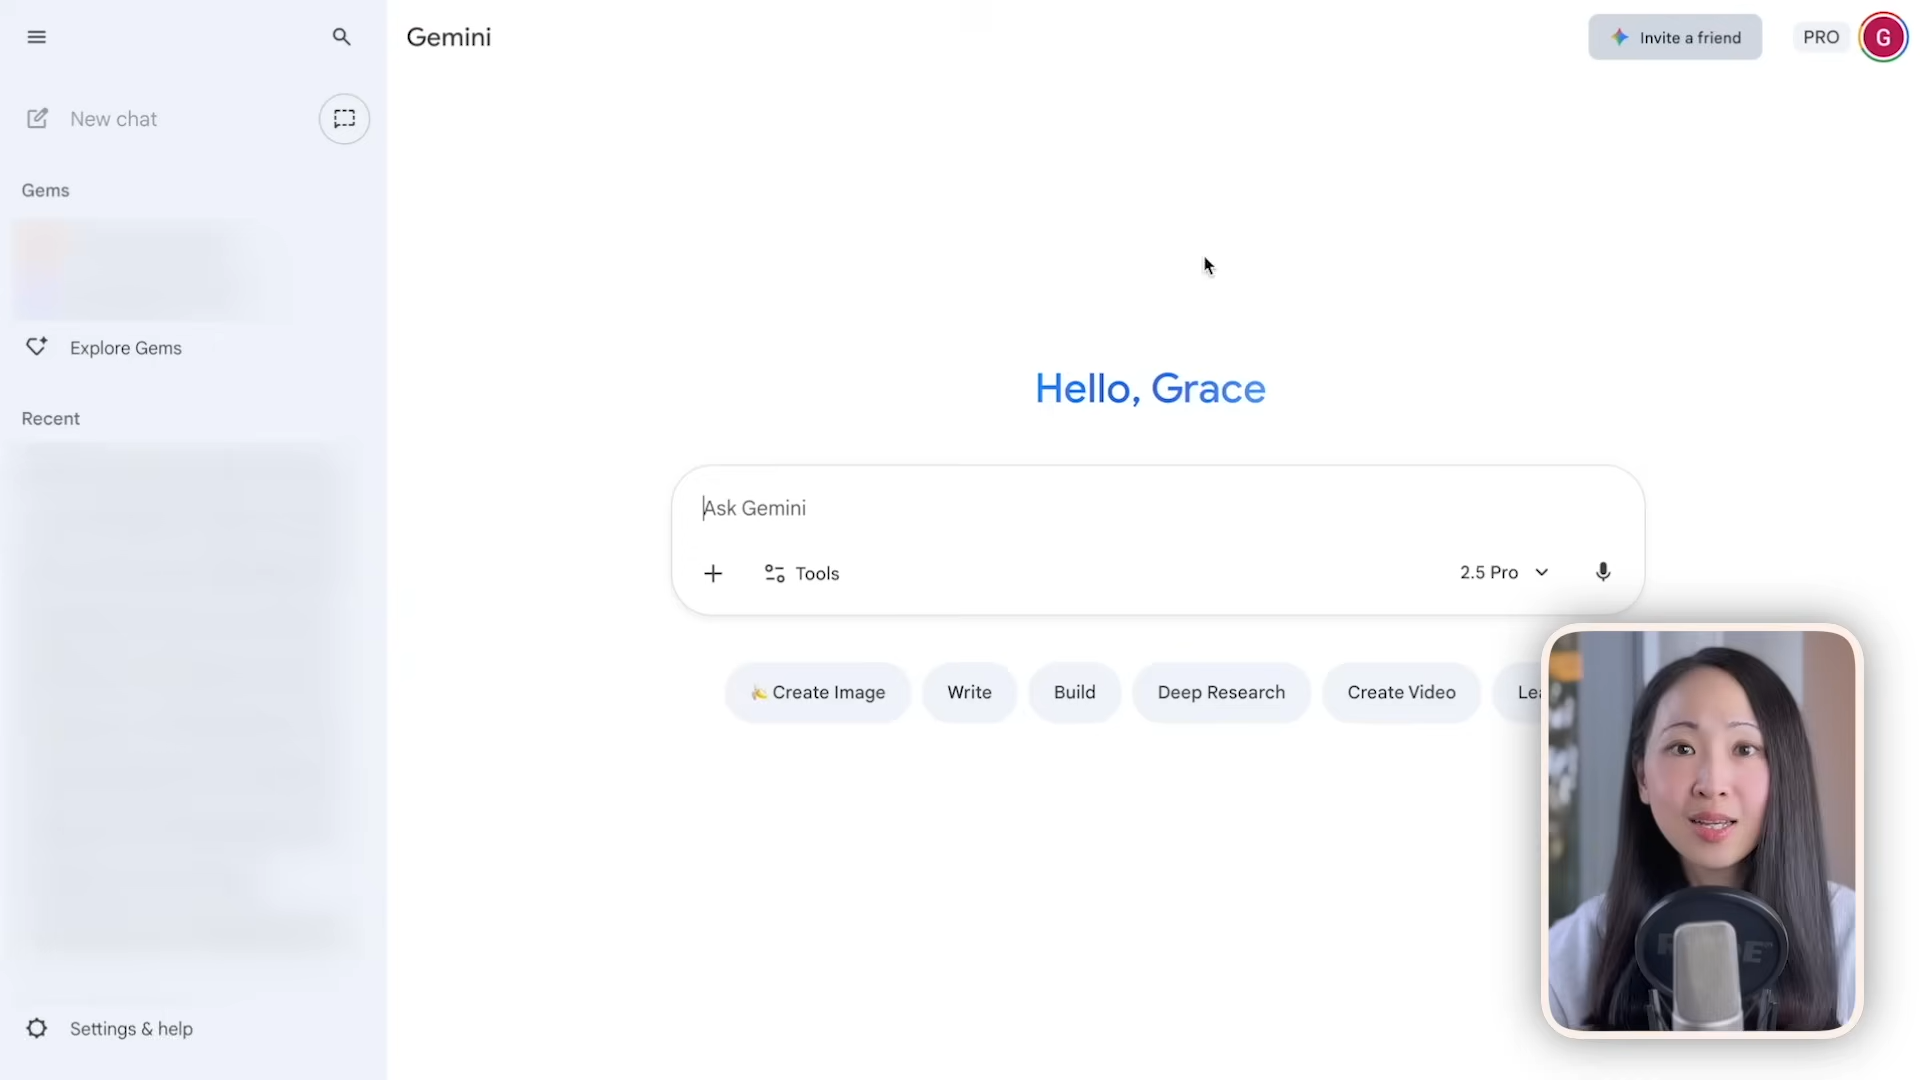 Gemini
Invite a friend
PRO
G
New chat
Gems
Explore Gems
Recent
Hello, Grace
Ask Gemini
Tools
2.5 Pro
Create Image
Write
Build
Deep Research
Create Video
Settings & help